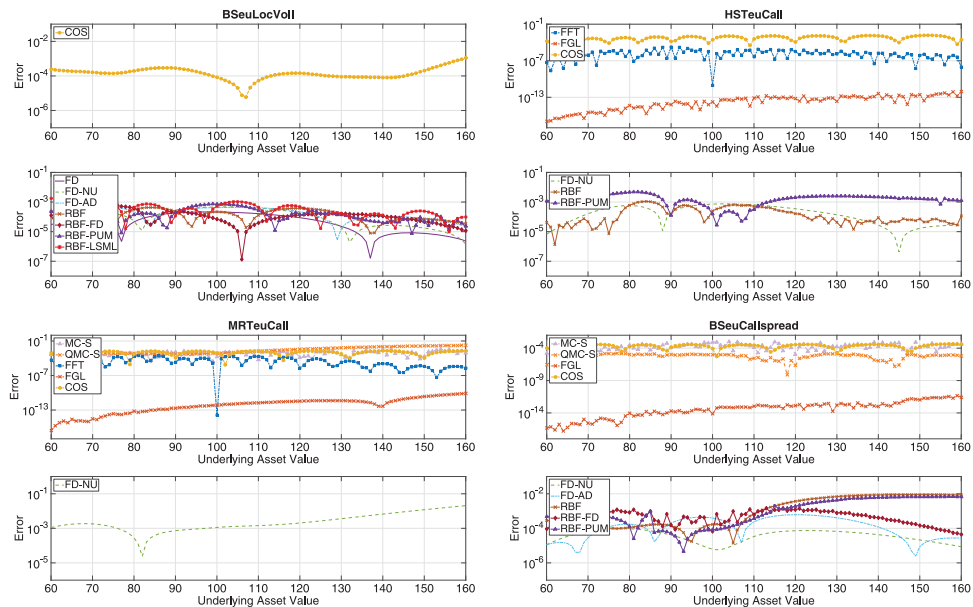 BSeuLocVolI
COS
10^-2
10^-4
10^-6
Error
60 70 80 90 100 110 120 130 140 150 160
Underlying Asset Value
FD
FD-NU
FD-AD
RBF
RBF-FD
RBF-PUM
RBF-LSML
10^-1
10^-3
10^-5
10^-7
Error
60 70 80 90 100 110 120 130 140 150 160
Underlying Asset Value
HSTeuCall
FFT
FGL
COS
10^-1
10^-7
10^-13
Error
60 70 80 90 100 110 120 130 140 150 160
Underlying Asset Value
FD-NU
RBF
RBF-PUM
10^-1
10^-3
10^-5
10^-7
Error
60 70 80 90 100 110 120 130 140 150 160
Underlying Asset Value
MRTeuCall
MC-S
QMC-S
FFT
FGL
COS
10^-1
10^-7
10^-13
Error
60 70 80 90 100 110 120 130 140 150 160
Underlying Asset Value
FD-NU
10^-1
10^-3
10^-5
Error
60 70 80 90 100 110 120 130 140 150 160
Underlying Asset Value
BSeuCallspread
MC-S
QMC-S
FGL
COS
10^-4
10^-9
10^-14
Error
60 70 80 90 100 110 120 130 140 150 160
Underlying Asset Value
FD-NU
FD-AD
RBF
RBF-FD
RBF-PUM
10^-2
10^-4
10^-6
Error
60 70 80 90 100 110 120 130 140 150 160
Underlying Asset Value